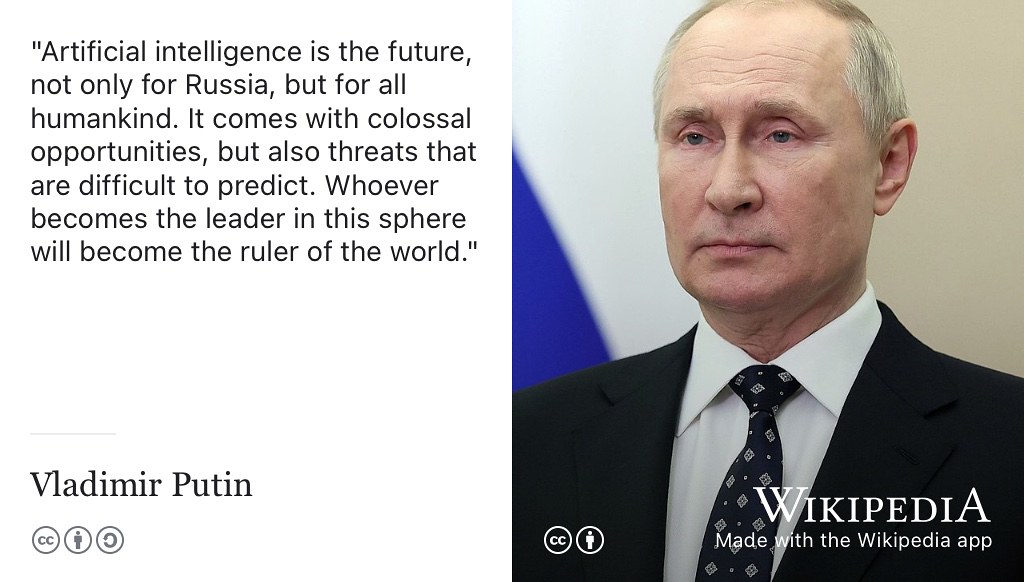 "Artificial intelligence is the future,
not only for Russia, but for all
humankind. It comes with colossal
opportunities, but also threats that
are difficult to predict. Whoever
becomes the leader in this sphere
will become the ruler of the world."
Vladimir Putin
cc
cc
WIKIPEDIA
Made with the Wikipedia app